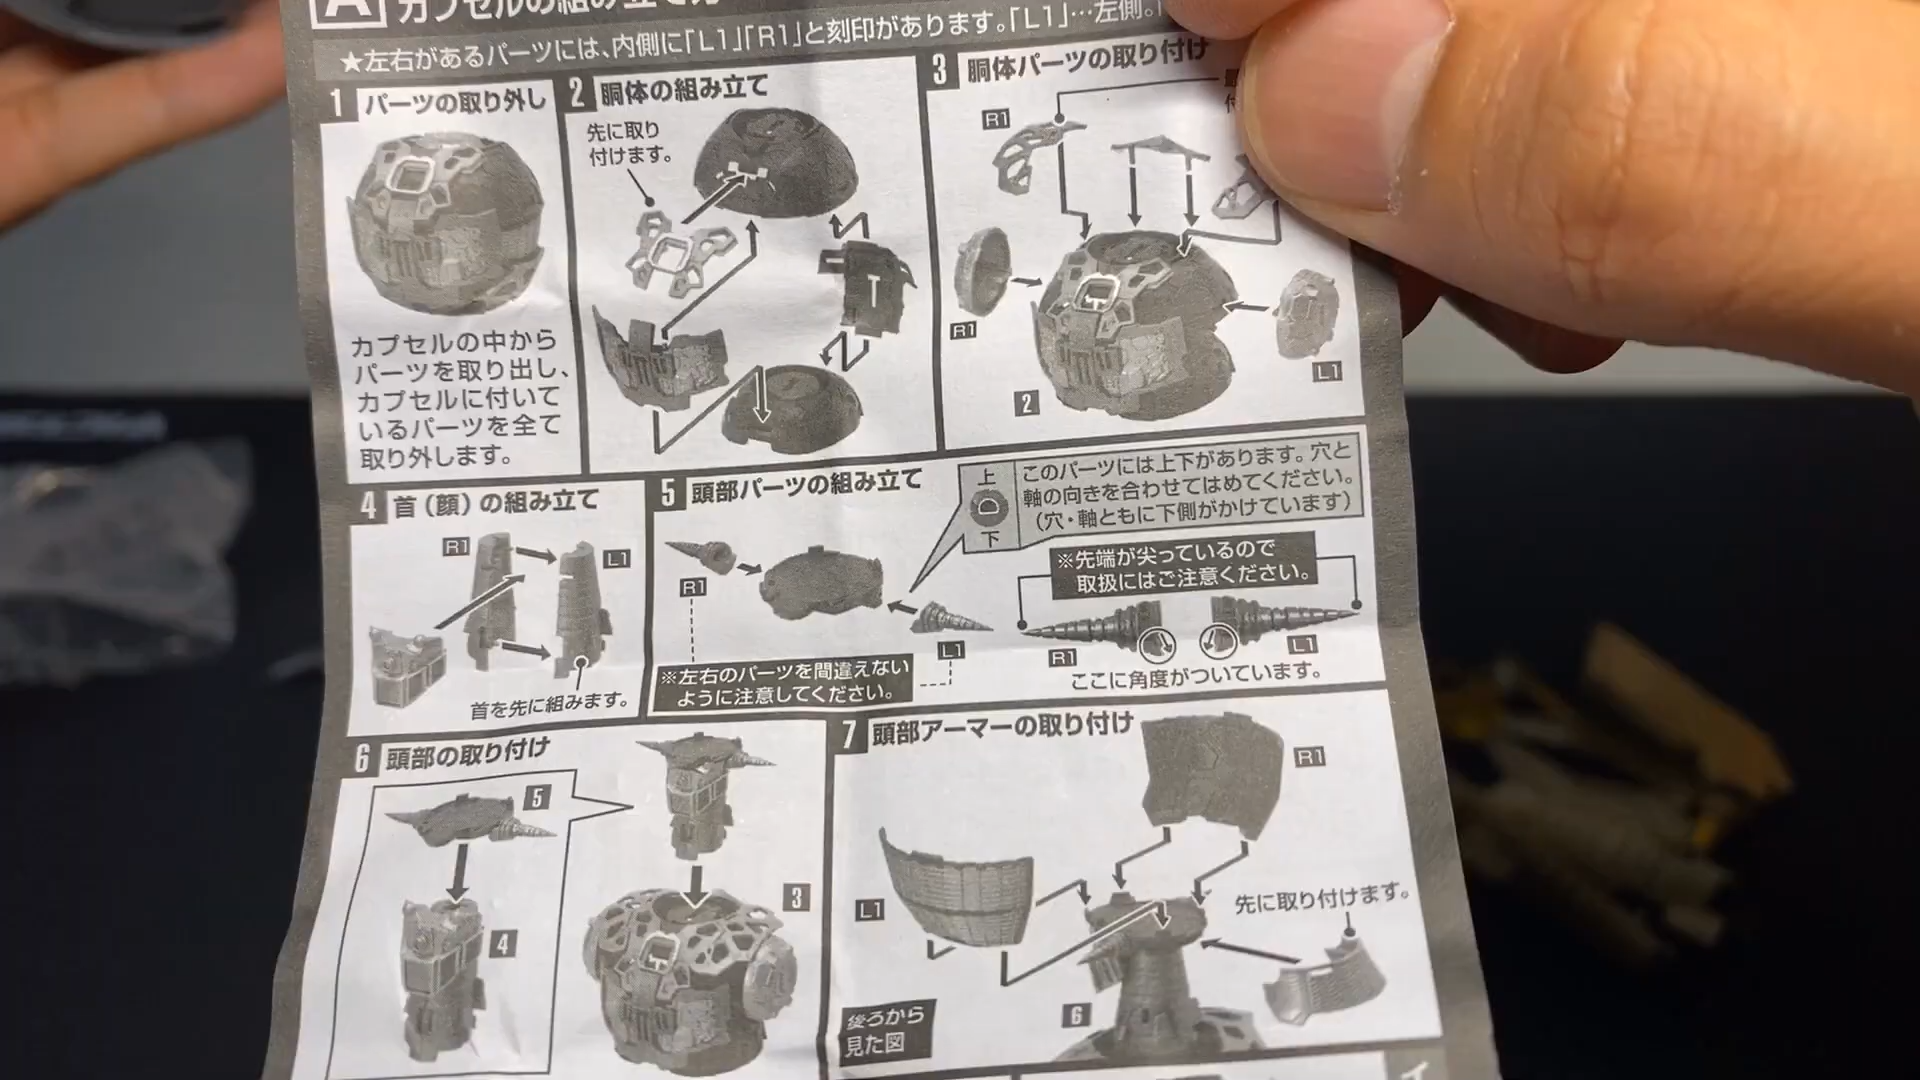 A カプセルの組み立て方
★左右があるパーツには、内側に「L1」「R1」と刻印があります。「L1」…左側。
1 パーツの取り外し
カプセルの中から
パーツを取り出し、
カプセルに付いて
いるパーツを全て
取り外します。
2 胴体の組み立て
先に取り
付けます。
3 胴体パーツの取り付け
R1
R1
L1
2
4 首(顔)の組み立て
R1
L1
首を先に組みます。
5 頭部パーツの組み立て
上
下
このパーツには上下があります。穴と
軸の向きを合わせてはめてください。
(穴・軸ともに下側がかけています)
R1
L1
※左右のパーツを間違えない
ように注意してください。
※先端が尖っているので
取扱にはご注意ください。
R1
L1
ここに角度がついています。
6 頭部の取り付け
5
4
3
7 頭部アーマーの取り付け
R1
L1
先に取り付けます。
6
後ろから
見た図